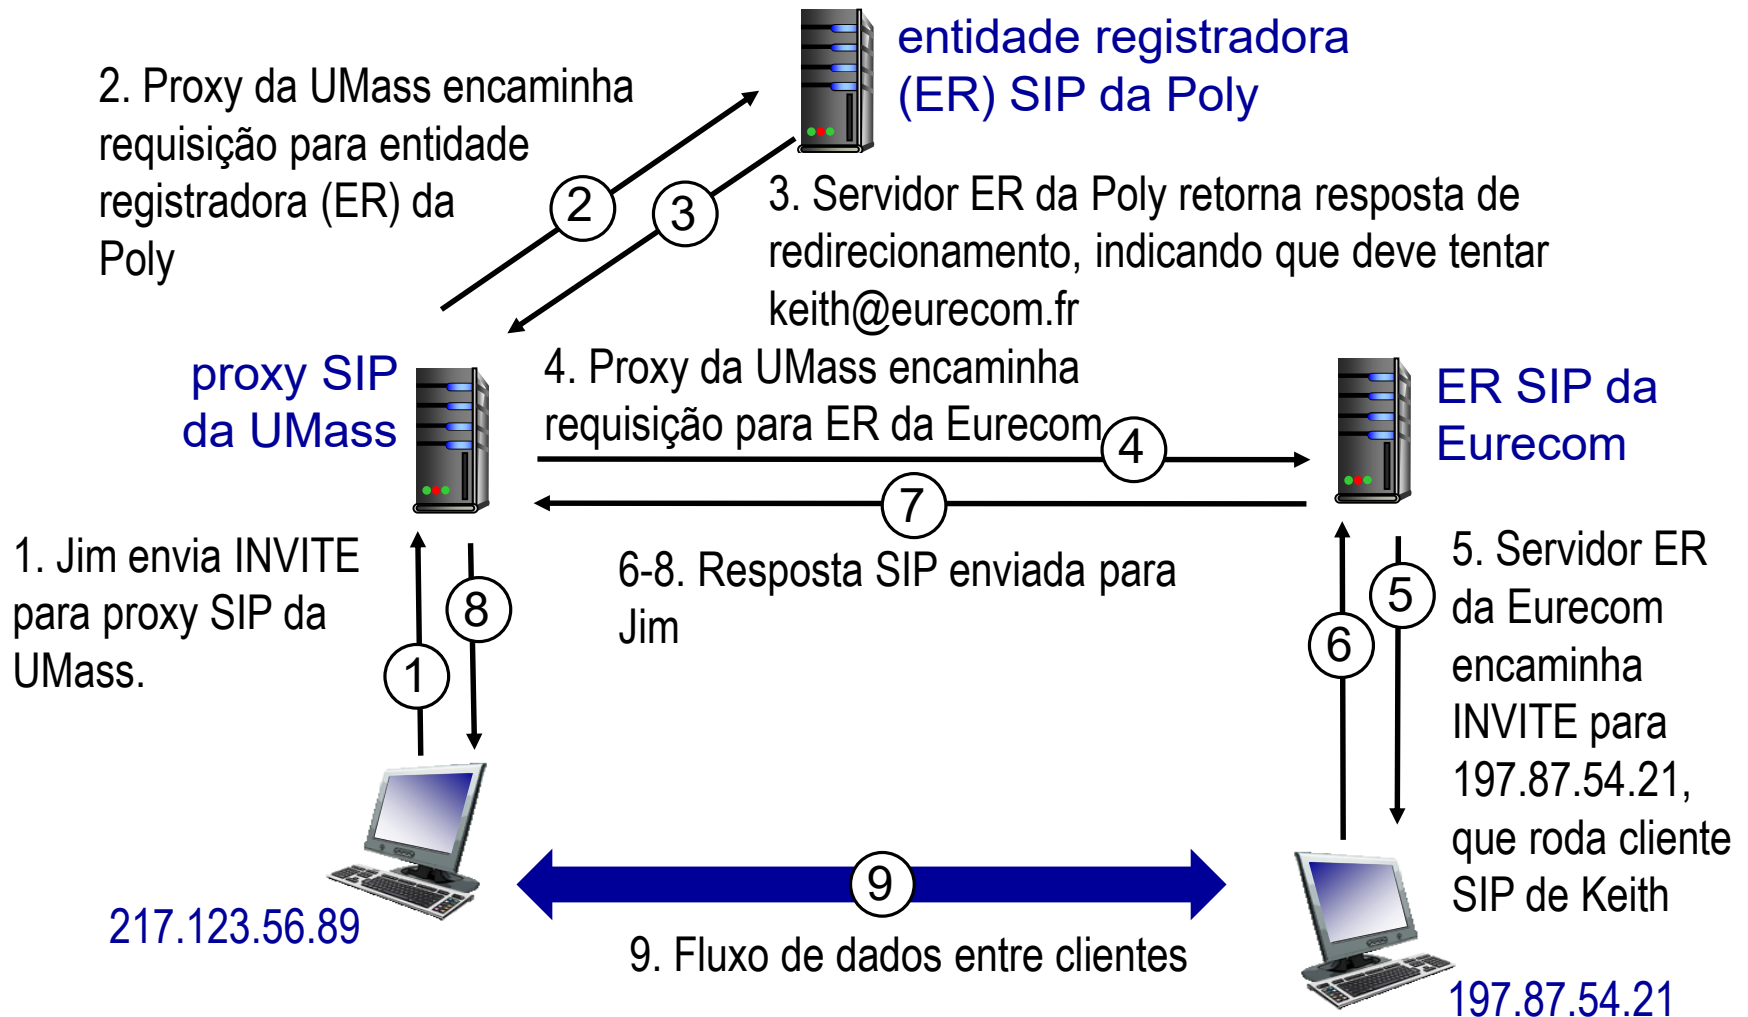 entidade registradora
(ER) SIP da Poly
2. Proxy da UMass encaminha
requisição para entidade
registradora (ER) da
Poly
2
3
3. Servidor ER da Poly retorna resposta de
redirecionamento, indicando que deve tentar
keith@eurecom.fr
proxy SIP
da UMass
4. Proxy da UMass encaminha
requisição para ER da Eurecom
4
ER SIP da
Eurecom
7
1. Jim envia INVITE
para proxy SIP da
UMass.
1
8
6-8. Resposta SIP enviada para
Jim
6
5
5. Servidor ER
da Eurecom
encaminha
INVITE para
197.87.54.21,
que roda cliente
SIP de Keith
9
217.123.56.89
9. Fluxo de dados entre clientes
197.87.54.21